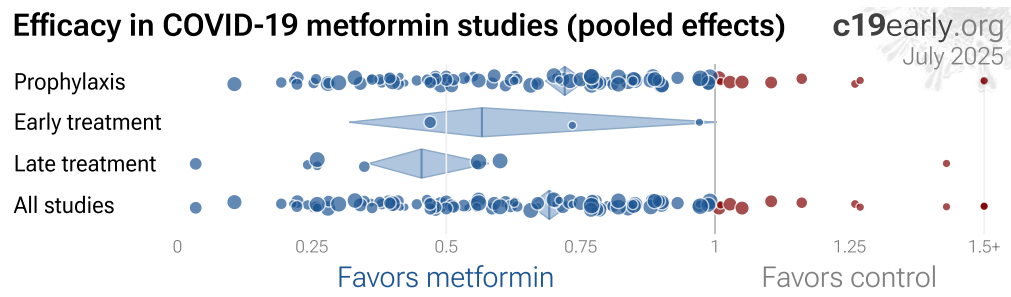 Efficacy in COVID-19 metformin studies (pooled effects)
c19early.org
July 2025
Prophylaxis
Early treatment
Late treatment
All studies
0 0.25 0.5 0.75 1 1.25 1.5+
Favors metformin Favors control